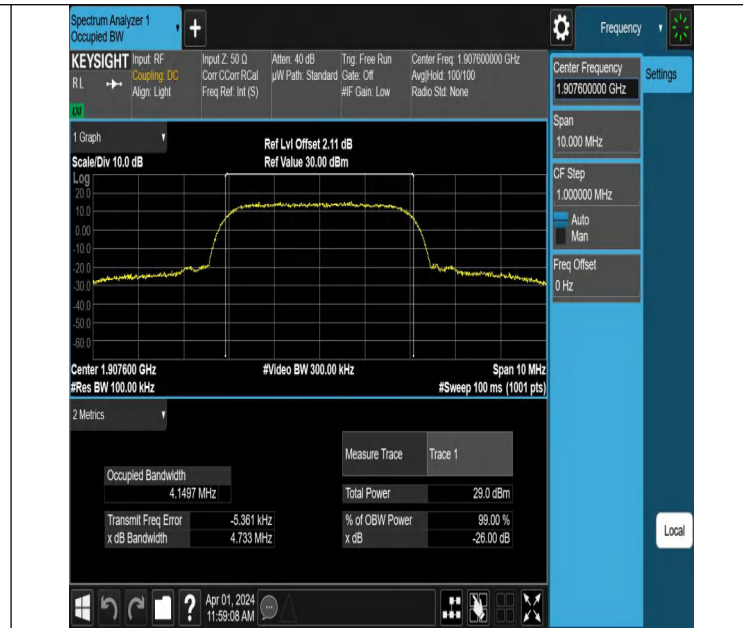 Spectrum Analyzer 1
Occupied BW
+
Frequency
KEYSIGHT
RL
Input: RF
Coupling: DC
Align: Light
Input Z: 50 Ω
Corr CCorr RCal
Freq Ref: Int (S)
Atten: 40 dB
µW Path: Standard
Trig: Free Run
Gate: Off
#IF Gain: Low
Center Freq: 1.907600000 GHz
Avg|Hold: 100/100
Radio Std: None
1 Graph
Scale/Div 10.0 dB
Ref Lvl Offset 2.11 dB
Ref Value 30.00 dBm
Log
20.0
10.0
0.00
-10.0
-20.0
-30.0
-40.0
-50.0
-60.0
Center 1.907600 GHz
#Video BW 300.00 kHz
Span 10 MHz
#Res BW 100.00 kHz
#Sweep 100 ms (1001 pts)
2 Metrics
Measure Trace
Trace 1
Occupied Bandwidth
4.1497 MHz
Total Power
29.0 dBm
Transmit Freq Error
-5.361 kHz
% of OBW Power
99.00 %
x dB Bandwidth
4.733 MHz
x dB
-26.00 dB
Center Frequency
1.907600000 GHz
Settings
Span
10.000 MHz
CF Step
1.000000 MHz
Auto
Man
Freq Offset
0 Hz
Local
?
Apr 01, 2024
11:59:08 AM